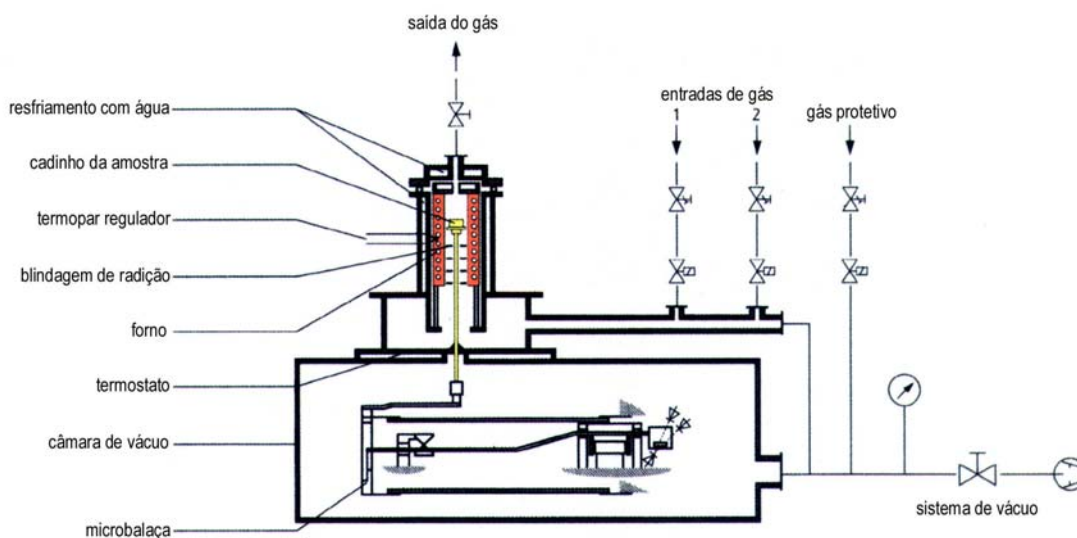 saída do gás
resfriamento com água
cadinho da amostra
termopar regulador
blindagem de radição
forno
termostato
câmara de vácuo
microbalaça
entradas de gás
1 2
gás protetivo
sistema de vácuo